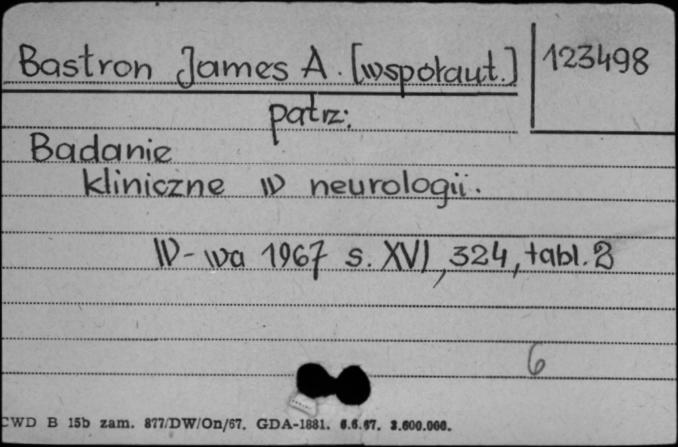 Bastron James A. [współaut.]
123498
patrz:
Badanie
kliniczne w neurologii.
W-wa 1967 s. XVI, 324, tabl. 2
6
CWD B 15b zam. 877/DW/On/67. GDA-1881. 6.6.67. 3.600.000.